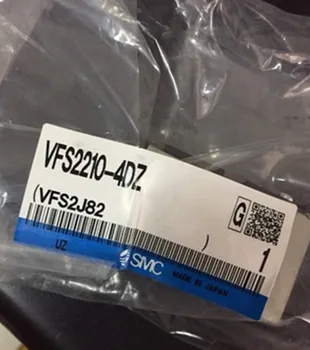 VFS2210-4DZ
(VFS2J82
G
)
1
UZ
SMC
MADE IN JAPAN